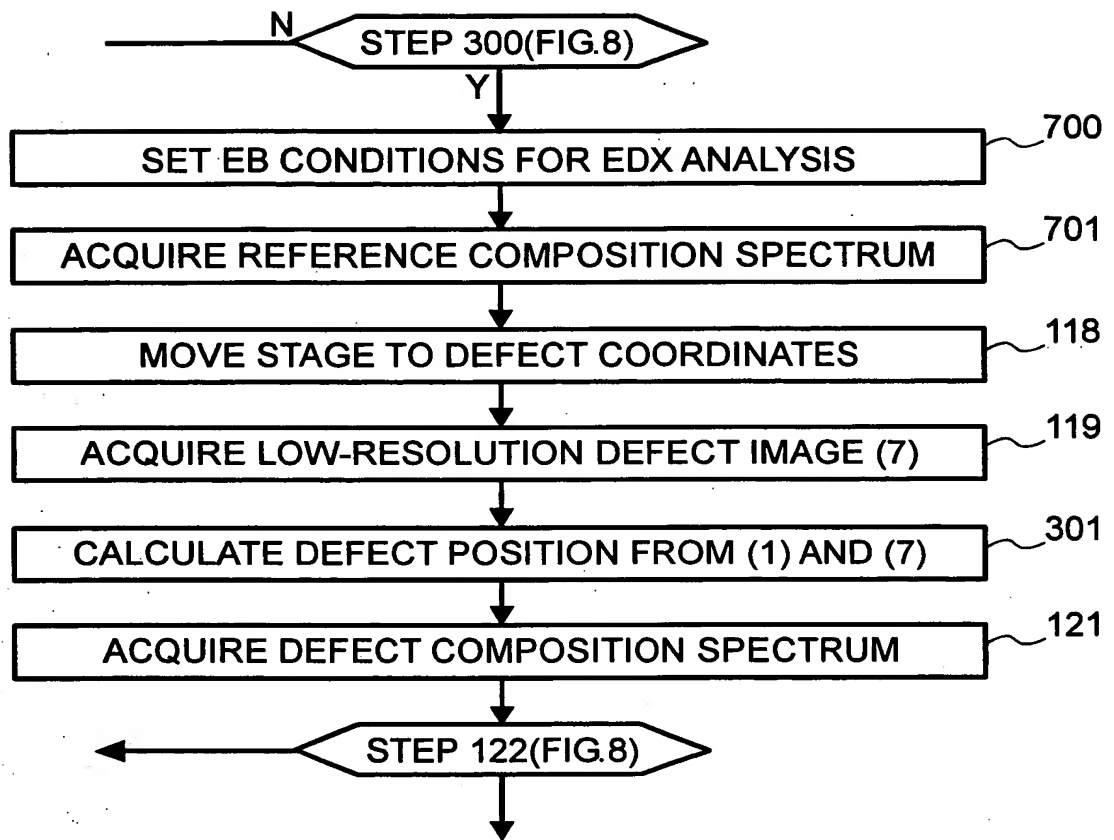 N
STEP 300(FIG.8)
Y
SET EB CONDITIONS FOR EDX ANALYSIS
700
ACQUIRE REFERENCE COMPOSITION SPECTRUM
701
MOVE STAGE TO DEFECT COORDINATES
118
ACQUIRE LOW-RESOLUTION DEFECT IMAGE (7)
119
CALCULATE DEFECT POSITION FROM (1) AND (7)
301
ACQUIRE DEFECT COMPOSITION SPECTRUM
121
STEP 122(FIG.8)